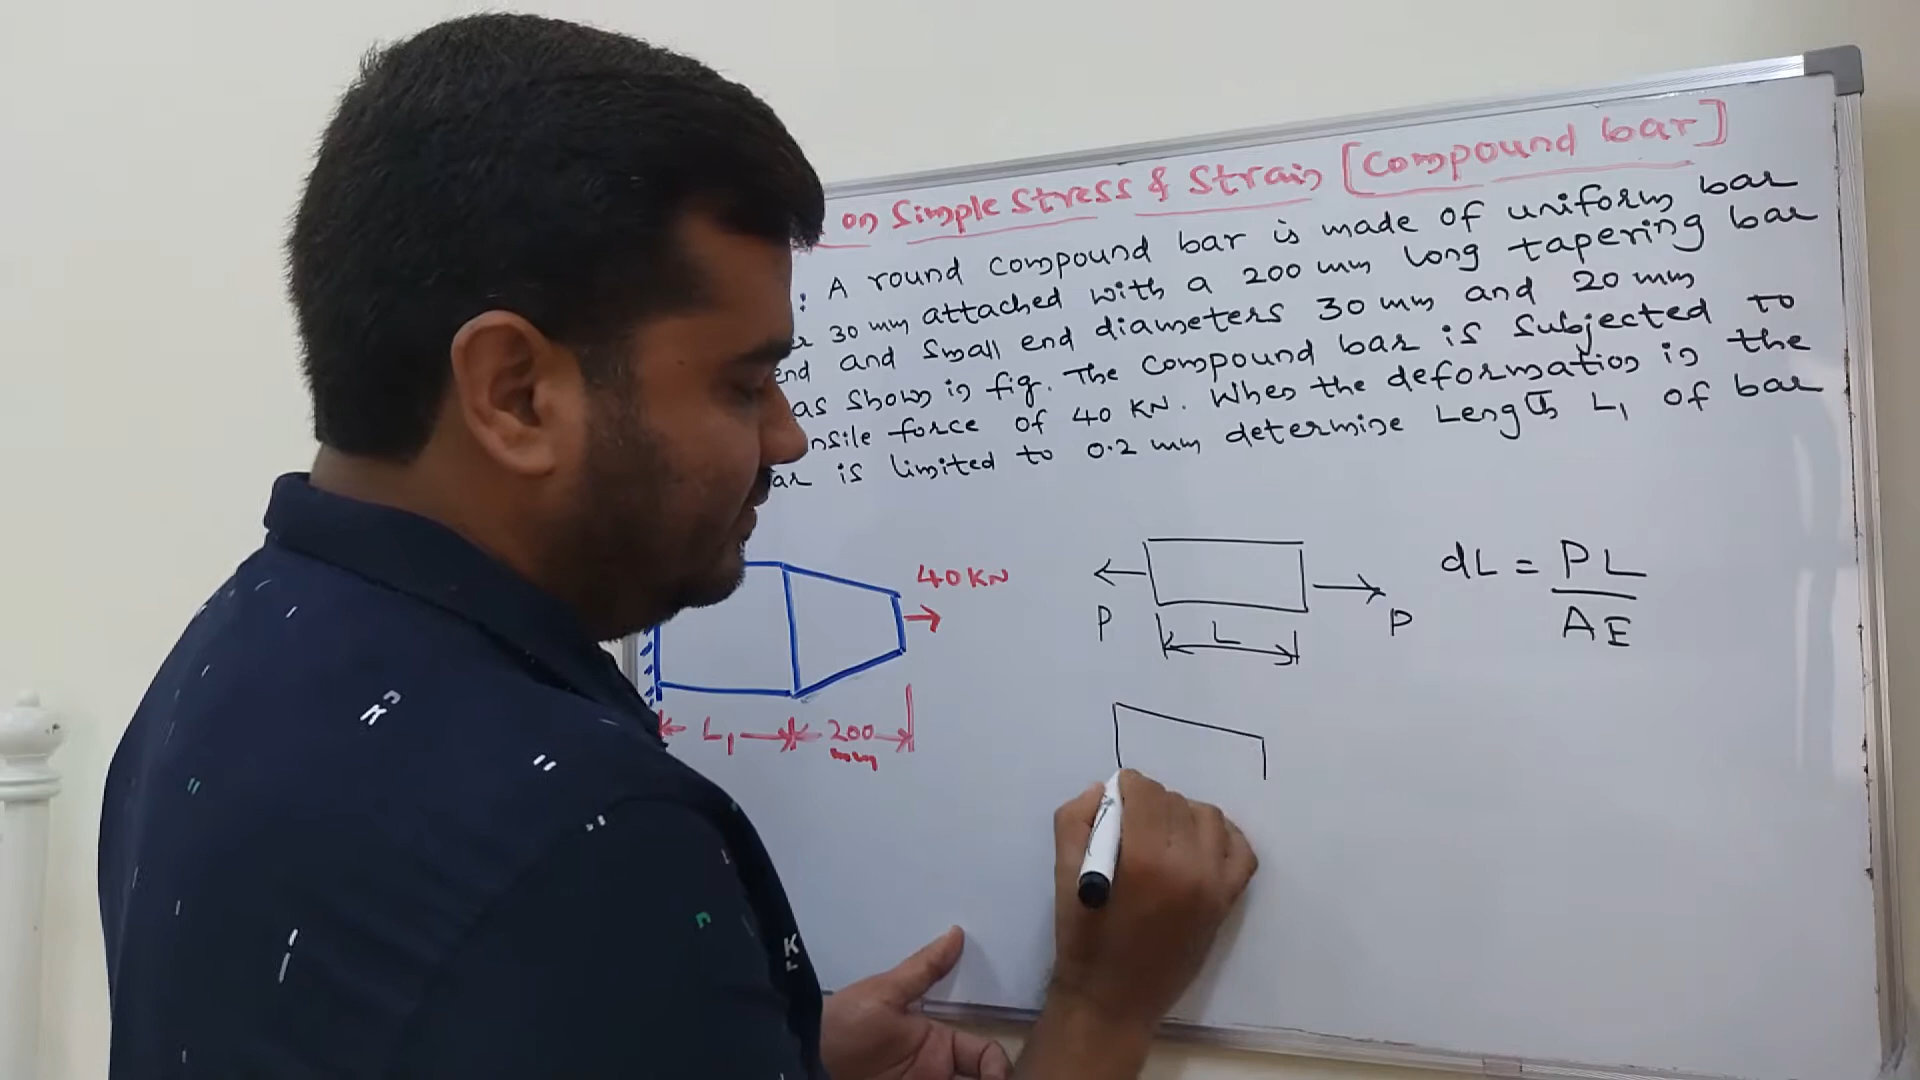 on Simple Stress & Strain [Compound bar]
: A round compound bar is made of uniform bar
30 mm attached with a 200 mm long tapering bar
end and small end diameters 30 mm and 20 mm
as shown in fig. The compound bar is subjected to
force of 40 KN. When the deformation in the
is limited to 0.2 mm determine Length L1 of bar
40 KN
L1
200
mm
P
L
P
dL = PL
AE
K
K